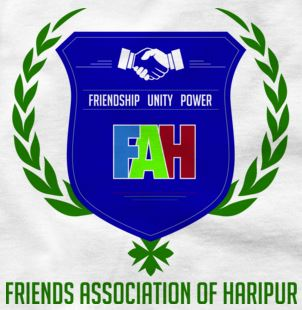 FRIENDSHIP UNITY POWER
FAH
FRIENDS ASSOCIATION OF HARIPUR